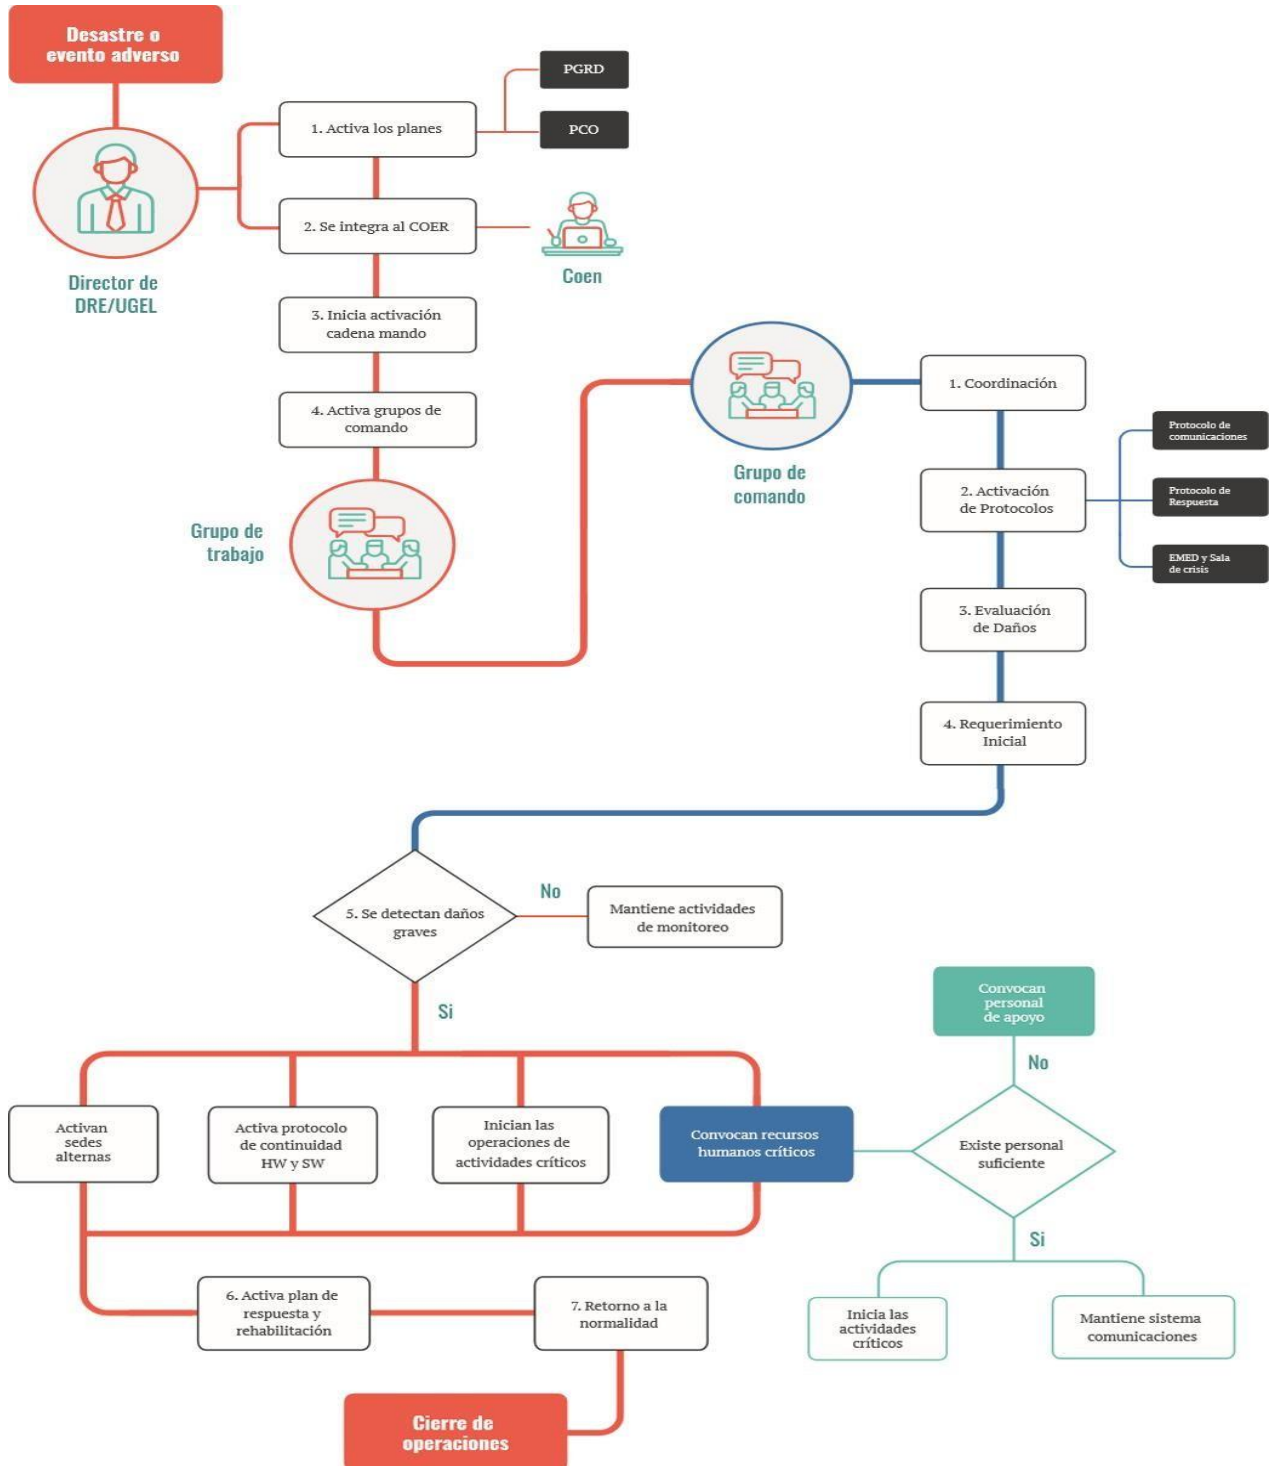 Desastre o
evento adverso
PGRD
1. Activa los planes
PCO
2. Se integra al COER
Coen
Director de
DRE/UGEL
3. Inicia activación
cadena mando
4. Activa grupos de
comando
Grupo de
trabajo
Grupo de
comando
1. Coordinación
Protocolo de
comunicaciones
2. Activación
de Protocolos
Protocolo de
Respuesta
EMED y Sala
de crisis
3. Evaluación
de Daños
4. Requerimiento
Inicial
5. Se detectan daños
graves
No
Mantiene actividades
de monitoreo
Si
Convocan
personal
de apoyo
No
Activan
sedes
alternas
Activa protocolo
de continuidad
HW y SW
Inician las
operaciones de
actividades críticos
Convocan recursos
humanos críticos
Existe personal
suficiente
Si
6. Activa plan de
respuesta y
rehabilitación
7. Retorno a la
normalidad
Inicia las
actividades
críticos
Mantiene sistema
comunicaciones
Cierre de
operaciones